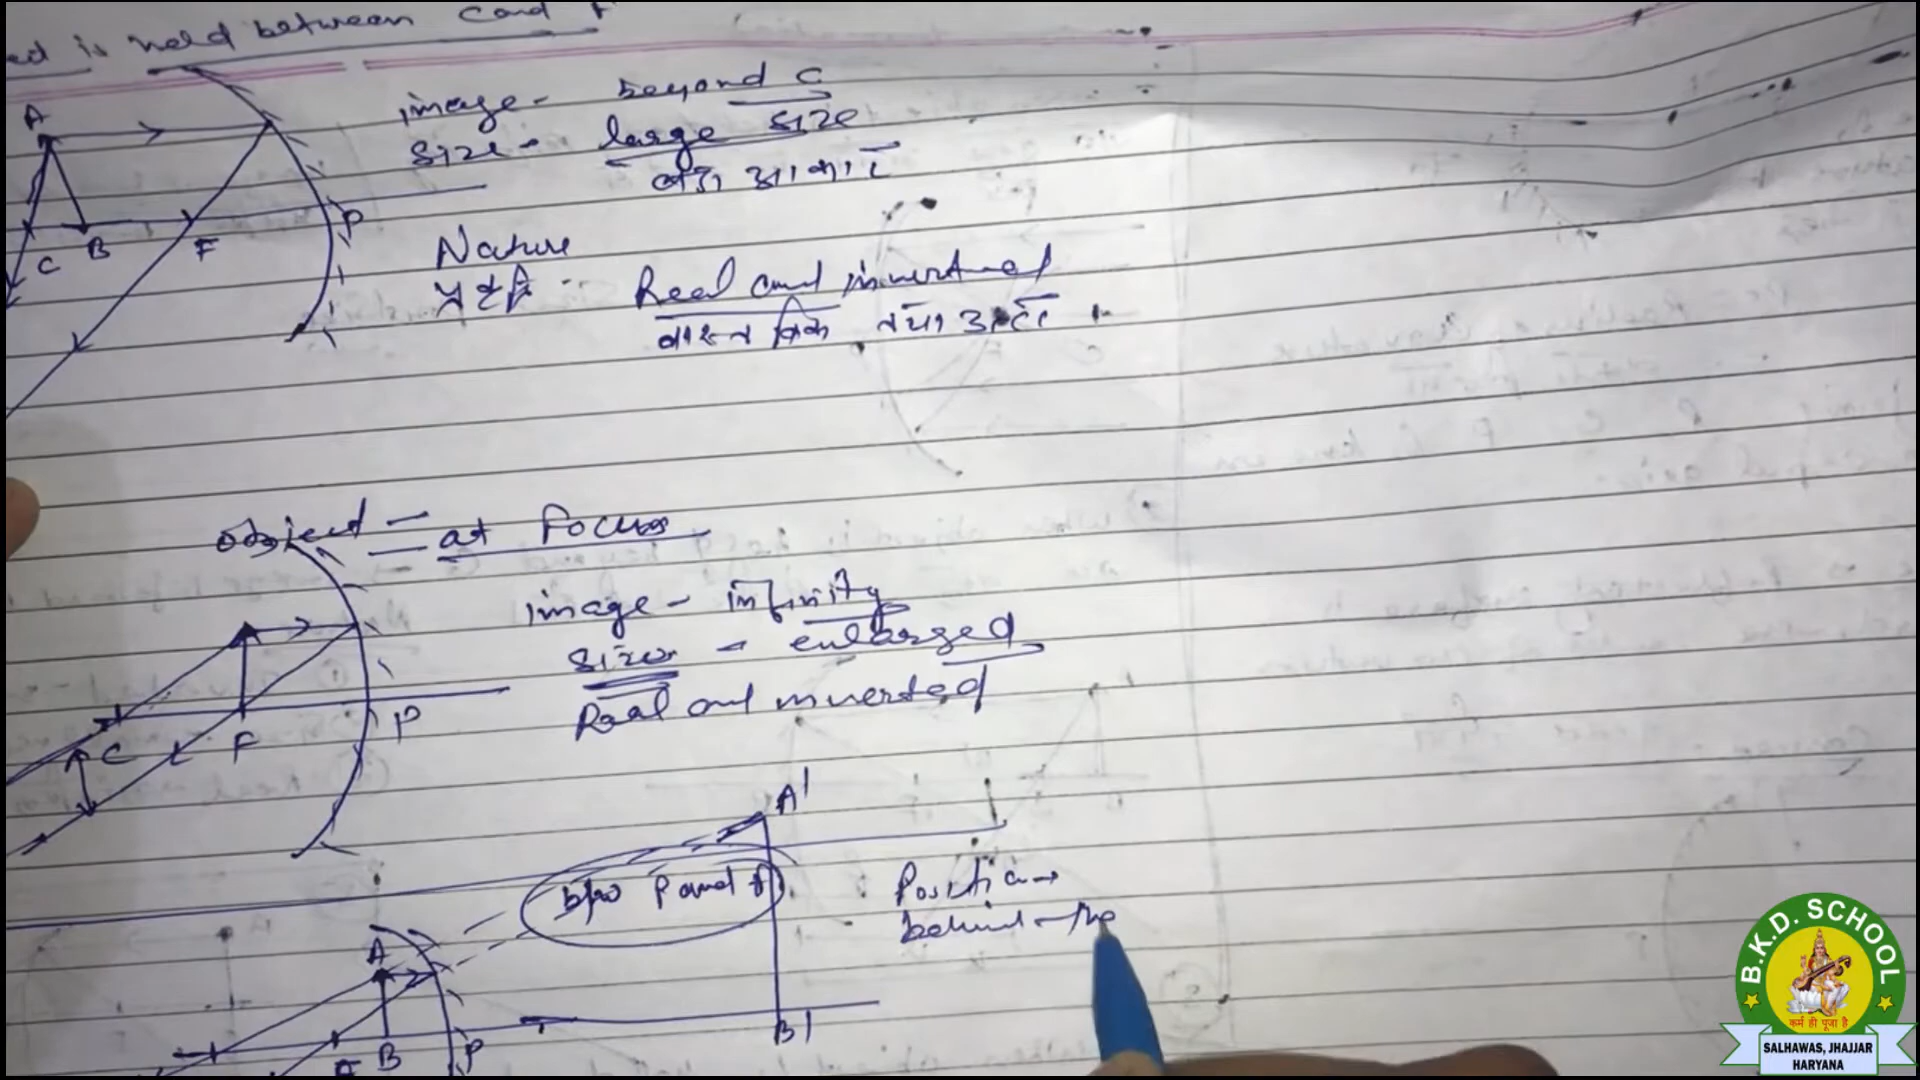 is held between C and F
A
image - beyond C
size - large size
बड़ा आकार
C B F P
Nature
प्रकृति - Real and inverted
वास्तविक तथा उल्टा
object - at Focus
image - infinity
size - enlarged
Real and inverted
C F P
A'
b/w P and F
Position
behind the
A
F B P B'
B.K.D. SCHOOL
कर्म ही पूजा है
SALHAWAS, JHAJJAR
HARYANA